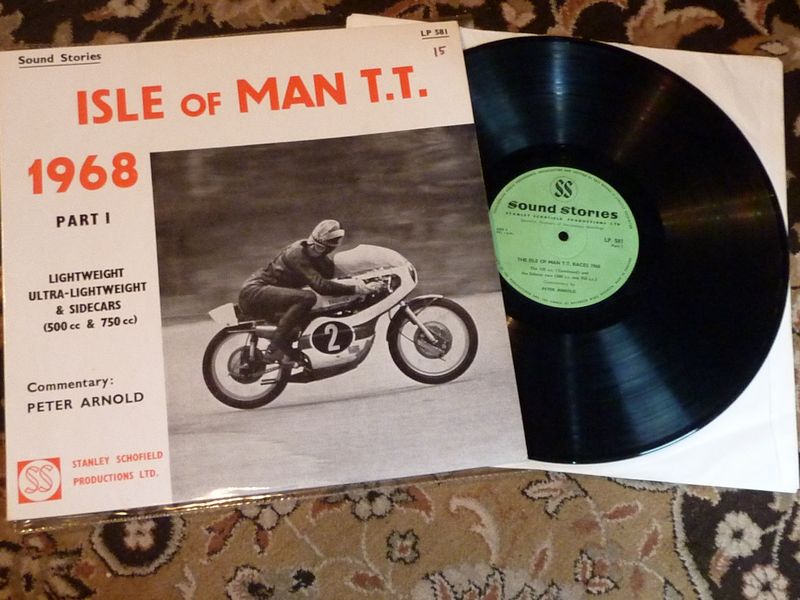 Sound Stories
LP 581
15
ISLE OF MAN T.T.
1968
PART I
LIGHTWEIGHT
ULTRA-LIGHTWEIGHT
& SIDECARS
(500 cc & 750 cc)
Commentary:
PETER ARNOLD
SS
STANLEY SCHOFIELD
PRODUCTIONS LTD.
2
SS
Sound Stories
STANLEY SCHOFIELD PRODUCTIONS LTD
LP. 581
THE ISLE OF MAN T.T. RACES 1968
Commentary by
PETER ARNOLD